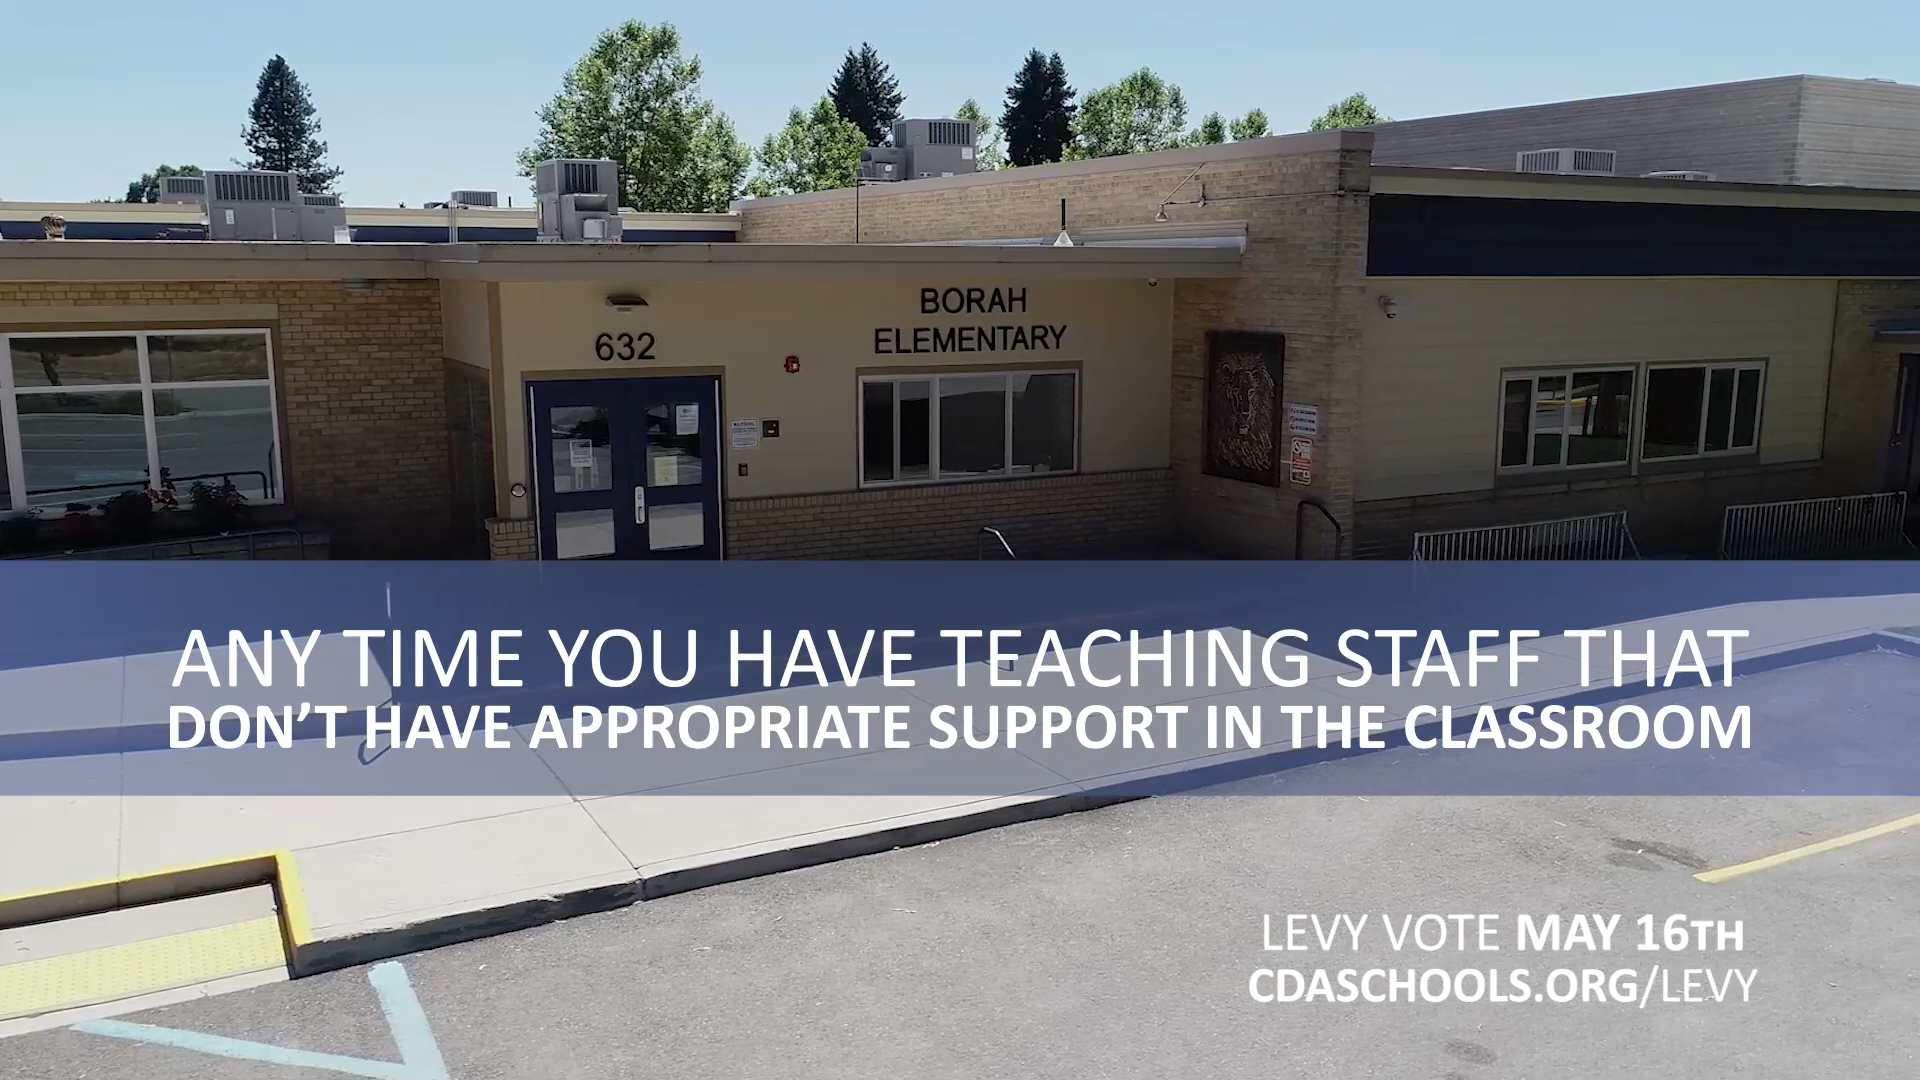 BORAH
ELEMENTARY
632
ANY TIME YOU HAVE TEACHING STAFF THAT
DON'T HAVE APPROPRIATE SUPPORT IN THE CLASSROOM
LEVY VOTE MAY 16TH
CDASCHOOLS.ORG/LEVY